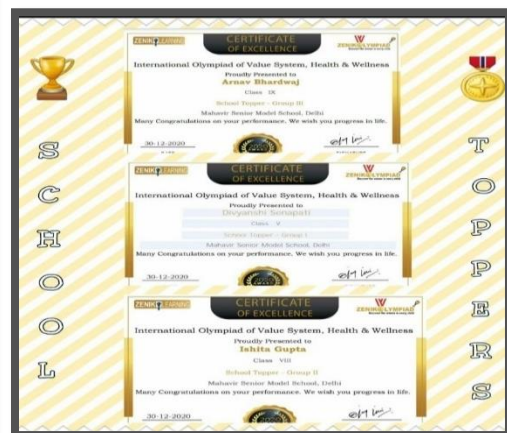 SCHOOL
ZENIK LEARNING
CERTIFICATE
OF EXCELLENCE
ZENIK OLYMPIAD
International Olympiad of Value System, Health & Wellness
Proudly Presented to
Arnav Bhardwaj
Class IX
School Topper - Group III
Mahavir Senior Model School, Delhi
Many Congratulations on your performance. We wish you progress in life.
30-12-2020
ZENIK LEARNING
CERTIFICATE
OF EXCELLENCE
ZENIK OLYMPIAD
International Olympiad of Value System, Health & Wellness
Proudly Presented to
Divyanshi Sonapati
Class V
School Topper - Group I
Mahavir Senior Model School, Delhi
Many Congratulations on your performance. We wish you progress in life.
30-12-2020
ZENIK LEARNING
CERTIFICATE
OF EXCELLENCE
ZENIK OLYMPIAD
International Olympiad of Value System, Health & Wellness
Proudly Presented to
Ishita Gupta
Class VIII
School Topper - Group II
Mahavir Senior Model School, Delhi
Many Congratulations on your performance. We wish you progress in life.
30-12-2020
TOPPERS